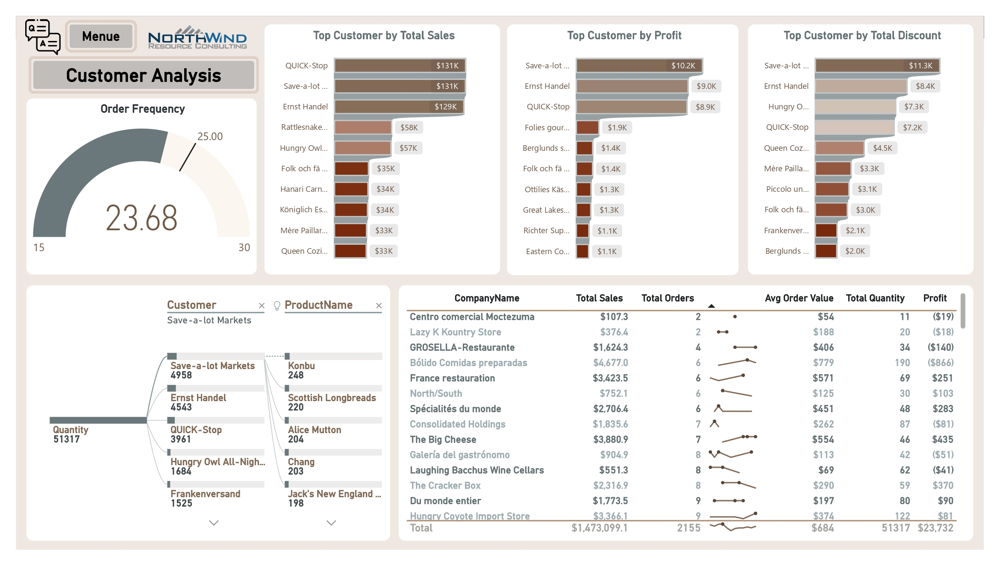 Q
A
Menue
NORTHWIND
RESOURCE CONSULTING
Customer Analysis
Order Frequency
25.00
23.68
15
30
Top Customer by Total Sales
QUICK-Stop $131K
Save-a-lot ... $131K
Ernst Handel $129K
Rattlesnake... $58K
Hungry Owl... $57K
Folk och fä ... $35K
Hanari Carn... $34K
Königlich Es... $34K
Mère Paillar... $33K
Queen Cozi... $33K
Top Customer by Profit
Save-a-lot ... $10.2K
Ernst Handel $9.0K
QUICK-Stop $8.9K
Folies gour... $1.9K
Berglunds s... $1.4K
Folk och fä ... $1.4K
Ottilies Käs... $1.3K
Great Lakes... $1.3K
Richter Sup... $1.1K
Eastern Co... $1.1K
Top Customer by Total Discount
Save-a-lot ... $11.3K
Ernst Handel $8.4K
Hungry O... $7.3K
QUICK-Stop $7.2K
Queen Coz... $4.5K
Mère Pailla... $3.3K
Piccolo un... $3.1K
Folk och fä... $3.0K
Frankenver... $2.1K
Berglunds ... $2.0K
Customer
Save-a-lot Markets
ProductName
Quantity
51317
Save-a-lot Markets
4958
Ernst Handel
4543
QUICK-Stop
3961
Hungry Owl All-Nigh...
1684
Frankenversand
1525
Konbu
248
Scottish Longbreads
220
Alice Mutton
204
Chang
203
Jack's New England ...
198
CompanyName Total Sales Total Orders Avg Order Value Total Quantity Profit
Centro comercial Moctezuma $107.3 2 $54 11 ($19)
Lazy K Kountry Store $376.4 2 $188 20 ($18)
GROSELLA-Restaurante $1,624.3 4 $406 34 ($140)
Bólido Comidas preparadas $4,677.0 6 $779 190 ($866)
France restauration $3,423.5 6 $571 69 $251
North/South $752.1 6 $125 30 $103
Spécialités du monde $2,706.4 6 $451 48 $283
Consolidated Holdings $1,835.6 7 $262 87 ($81)
The Big Cheese $3,880.9 7 $554 46 $435
Galería del gastrónomo $904.9 8 $113 42 ($51)
Laughing Bacchus Wine Cellars $551.3 8 $69 62 ($41)
The Cracker Box $2,316.9 8 $290 59 $370
Du monde entier $1,773.5 9 $197 80 $90
Hungry Coyote Import Store $3,366.1 9 $374 122 $81
Total $1,473,099.1 2155 $684 51317 $23,732